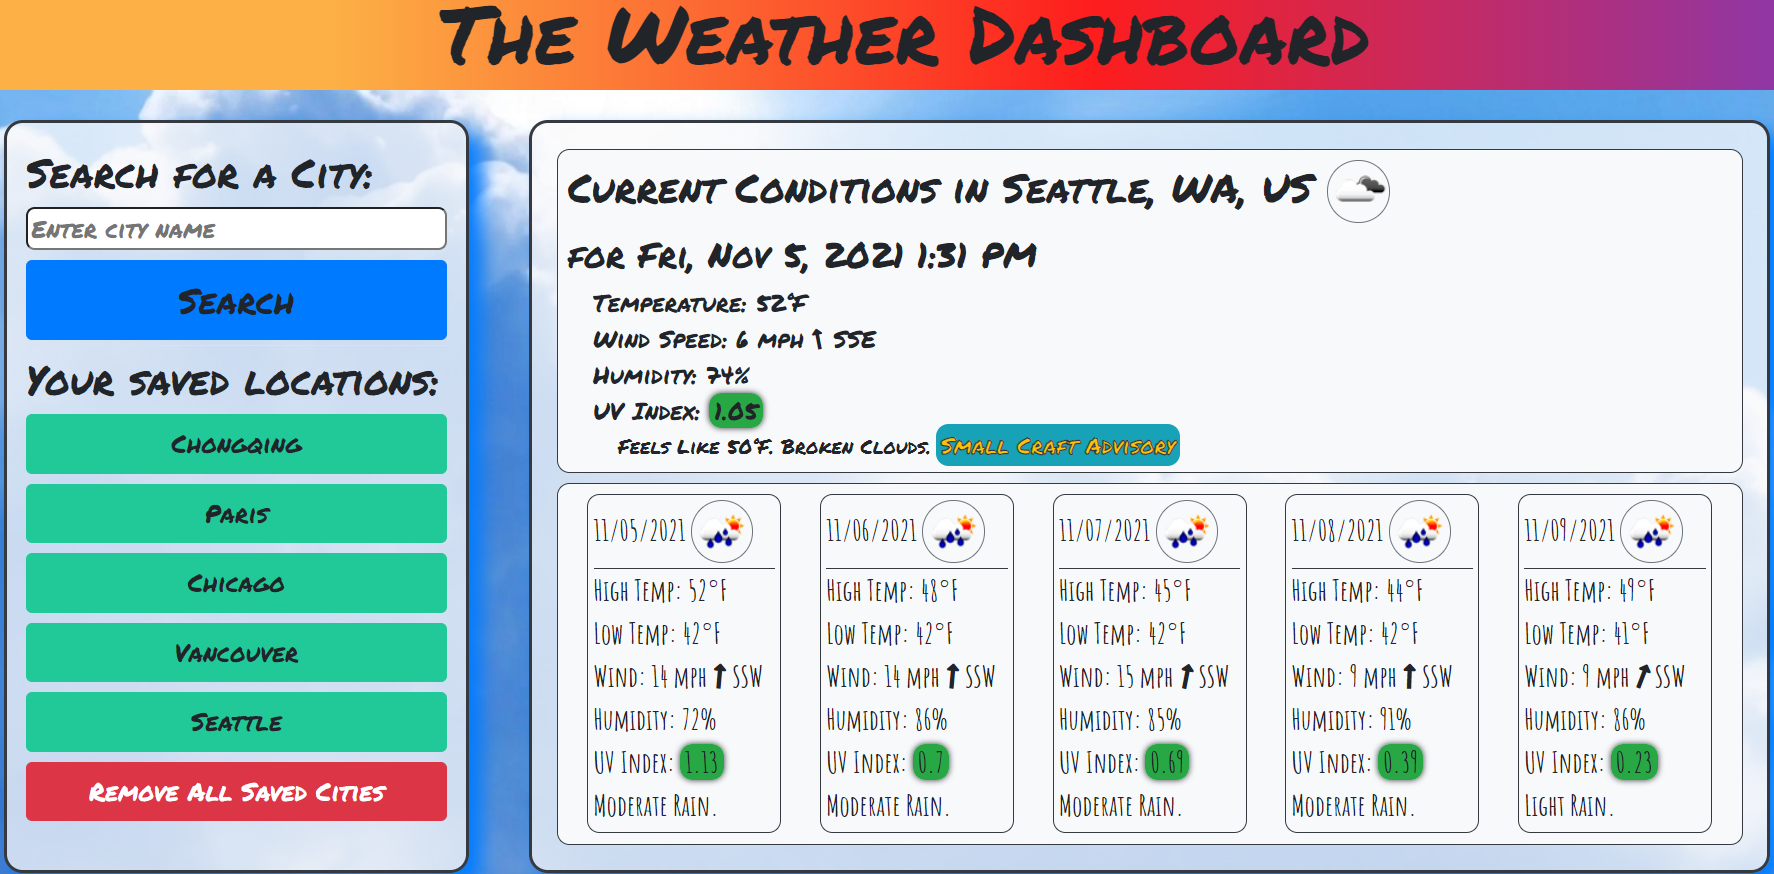 The Weather Dashboard
Search for a City:
Enter city name
Search
Your saved locations:
Chongqing
Paris
Chicago
Vancouver
Seattle
Remove All Saved Cities
Current Conditions in Seattle, WA, US
for Fri, Nov 5, 2021 1:31 PM
Temperature: 52°F
Wind Speed: 6 mph ↑ SSE
Humidity: 74%
UV Index: 1.05
Feels Like 50°F. Broken Clouds. Small Craft Advisory
11/05/2021
High Temp: 52°F
Low Temp: 42°F
Wind: 14 mph ↑ SSW
Humidity: 72%
UV Index: 1.13
Moderate Rain.
11/06/2021
High Temp: 48°F
Low Temp: 42°F
Wind: 14 mph ↑ SSW
Humidity: 86%
UV Index: 0.7
Moderate Rain.
11/07/2021
High Temp: 45°F
Low Temp: 42°F
Wind: 15 mph ↑ SSW
Humidity: 85%
UV Index: 0.69
Moderate Rain.
11/08/2021
High Temp: 44°F
Low Temp: 42°F
Wind: 9 mph ↑ SSW
Humidity: 91%
UV Index: 0.39
Moderate Rain.
11/09/2021
High Temp: 49°F
Low Temp: 41°F
Wind: 9 mph ↑ SSW
Humidity: 86%
UV Index: 0.23
Light Rain.